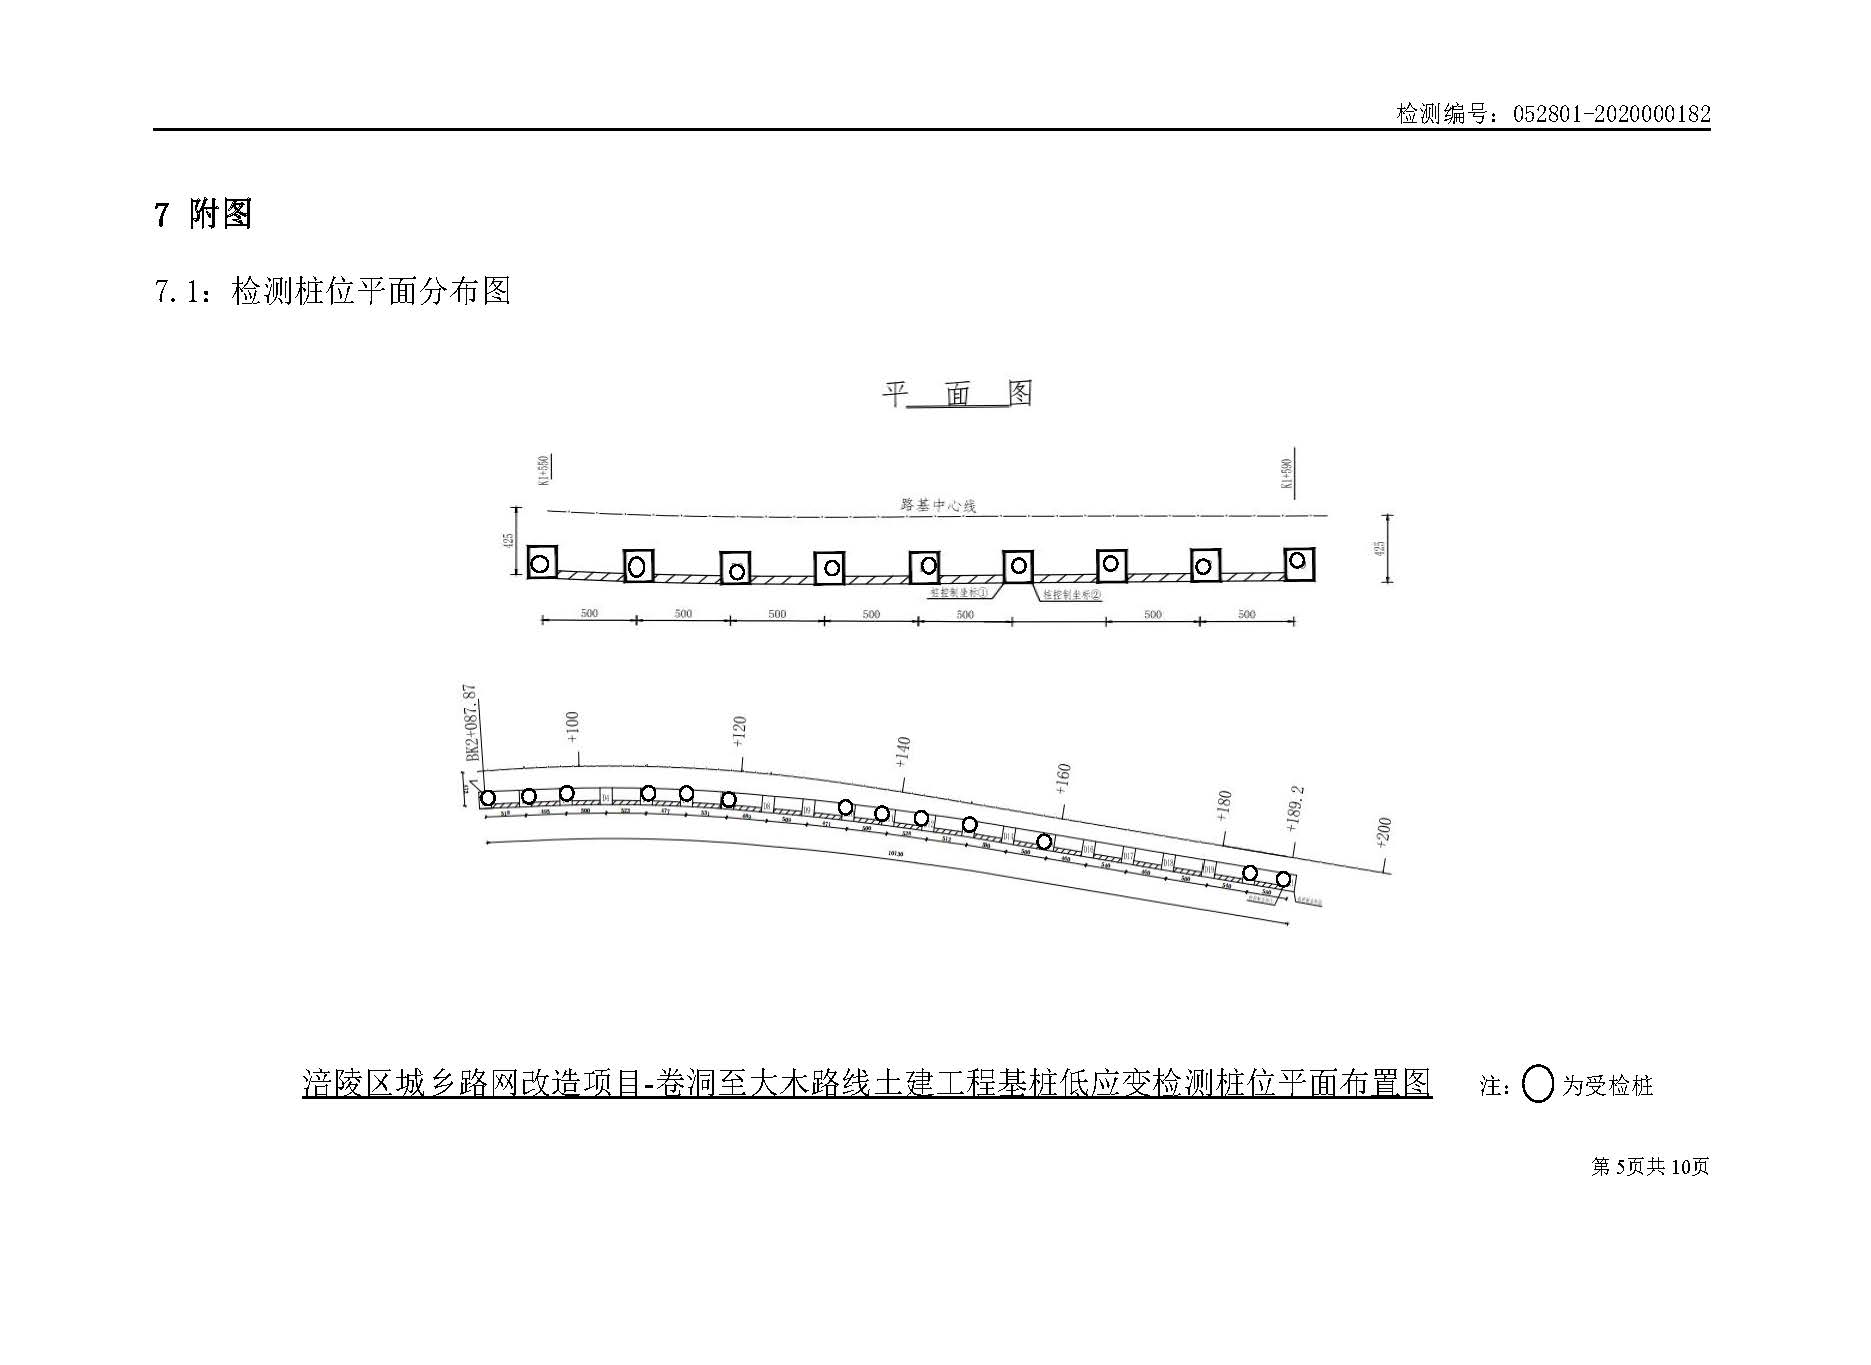 检测编号：052801-2020000182
7 附图
7.1：检测桩位平面分布图
平 面 图
K1+550
K1+590
路基中心线
425
425
桩控制坐标①
桩控制坐标②
500 500 500 500 500 500 500
BK2+087.87
+100
+120
+140
+160
+180
+189.2
+200
10130
涪陵区城乡路网改造项目-卷洞至大木路线土建工程基桩低应变检测桩位平面布置图 注：○为受检桩
第 5页共 10页